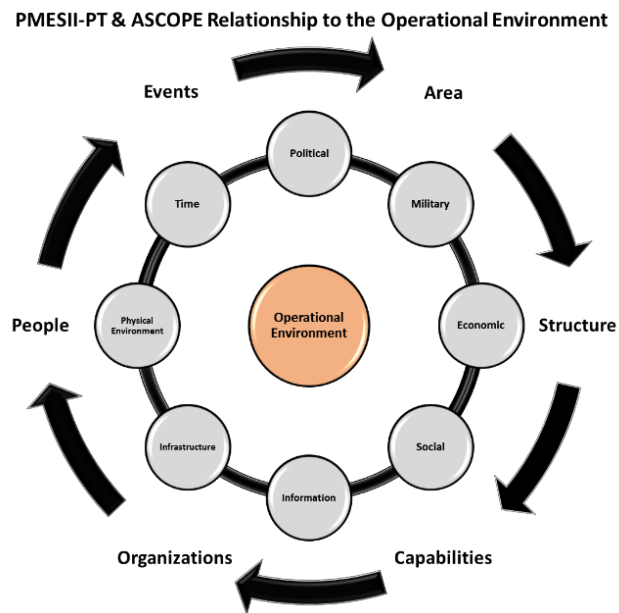 PMESII-PT & ASCOPE Relationship to the Operational Environment
Events
Area
Political
Time
Military
People
Physical
Environment
Operational
Environment
Economic
Structure
Infrastructure
Social
Information
Organizations
Capabilities